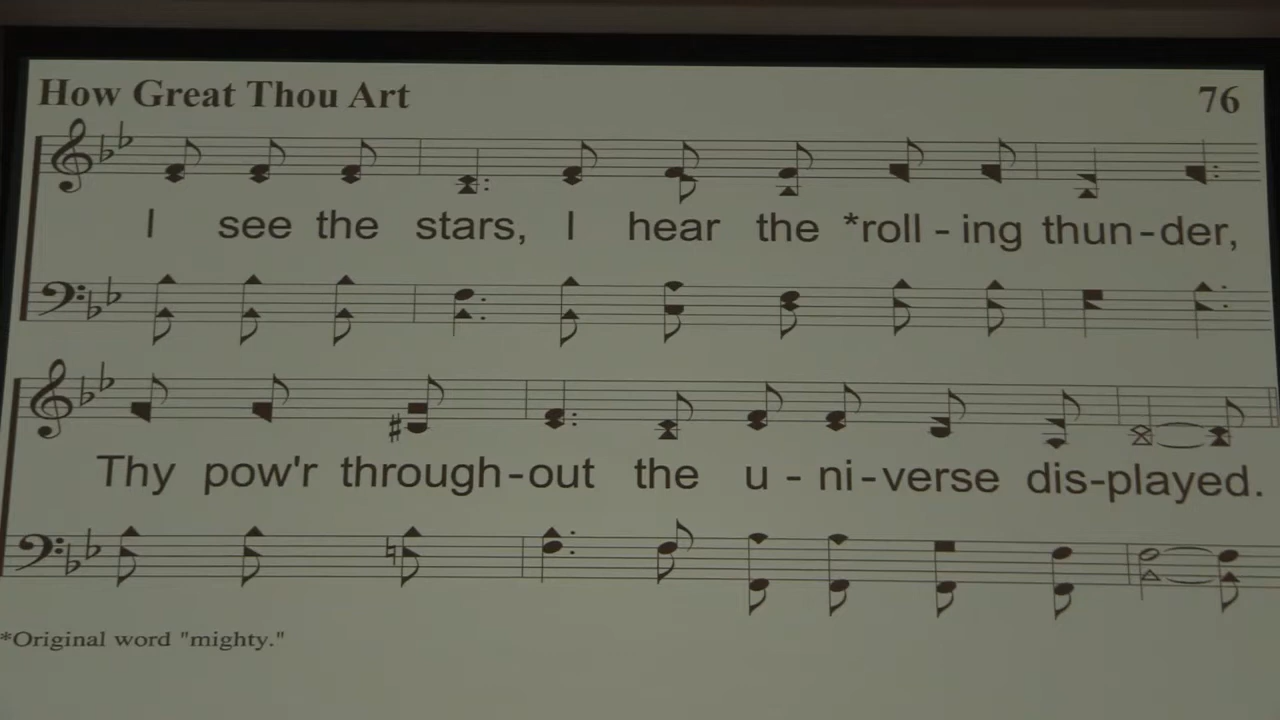 How Great Thou Art 76
I see the stars, I hear the *roll - ing thun - der,
Thy pow'r through - out the u - ni - verse dis - played.
*Original word "mighty."